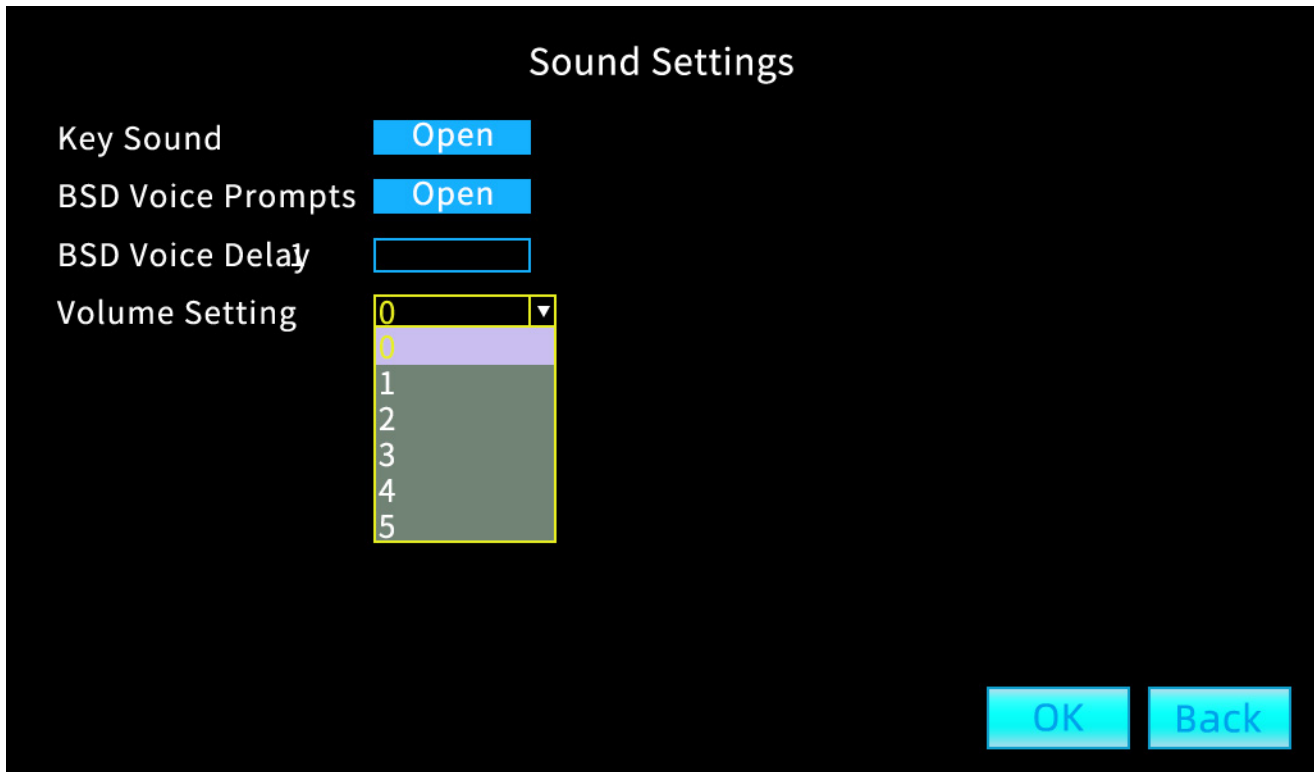 Sound Settings
Key Sound Open
BSD Voice Prompts Open
BSD Voice Delay 1
Volume Setting 0
0
1
2
3
4
5
OK Back